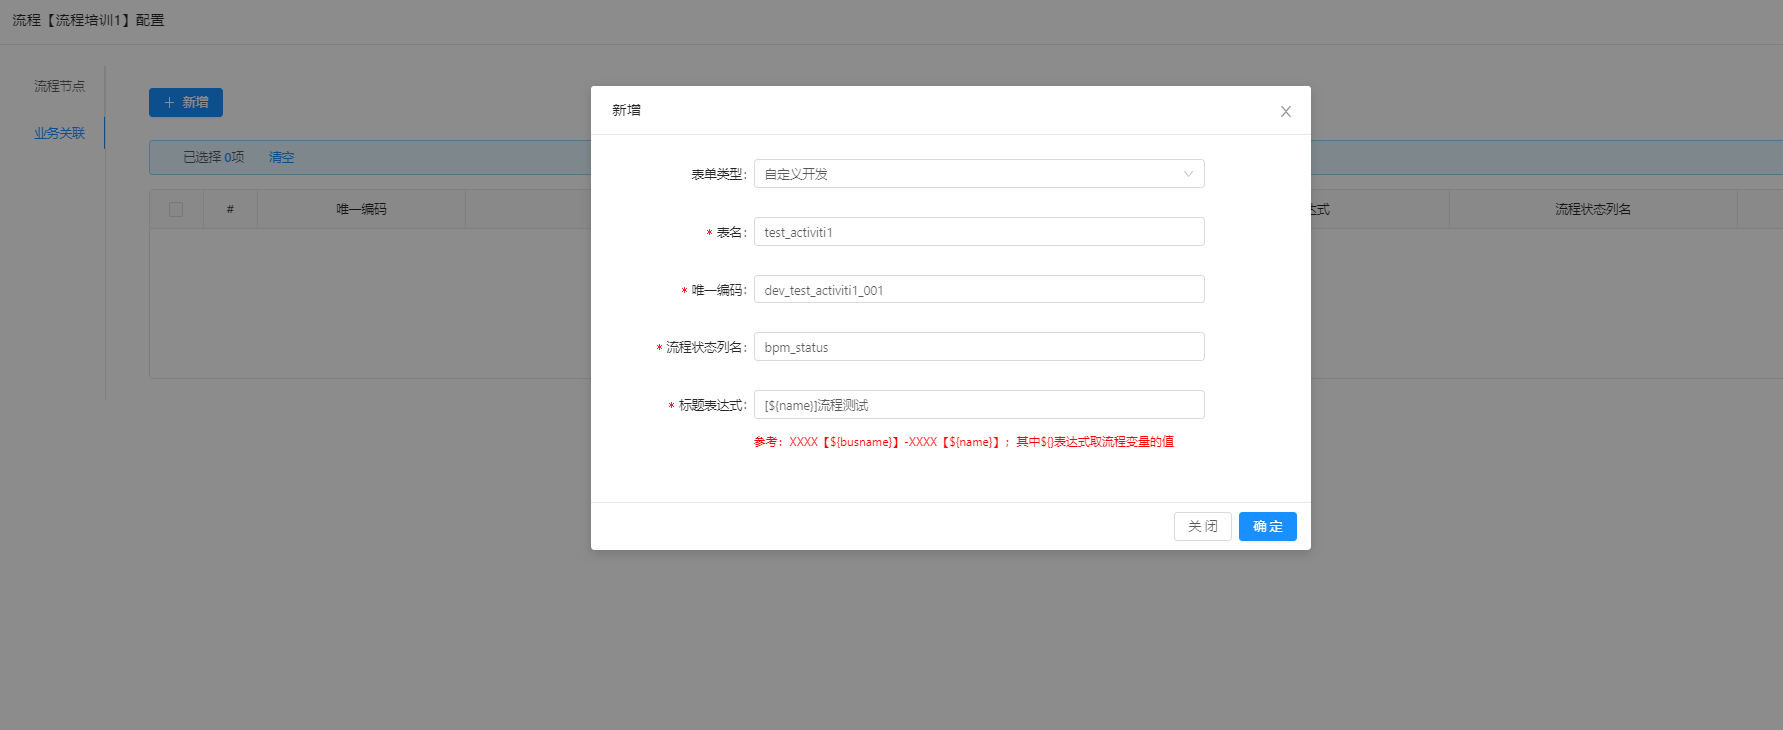 流程【流程培训1】配置
流程节点
业务关联
+ 新增
已选择 0项 清空
# 唯一编码 达式 流程状态列名
新增
表单类型: 自定义开发
* 表名: test_activiti1
* 唯一编码: dev_test_activiti1_001
* 流程状态列名: bpm_status
* 标题表达式: [${name}]流程测试
参考：XXXX【${busname}】-XXXX【${name}】；其中${}表达式取流程变量的值
关 闭 确 定